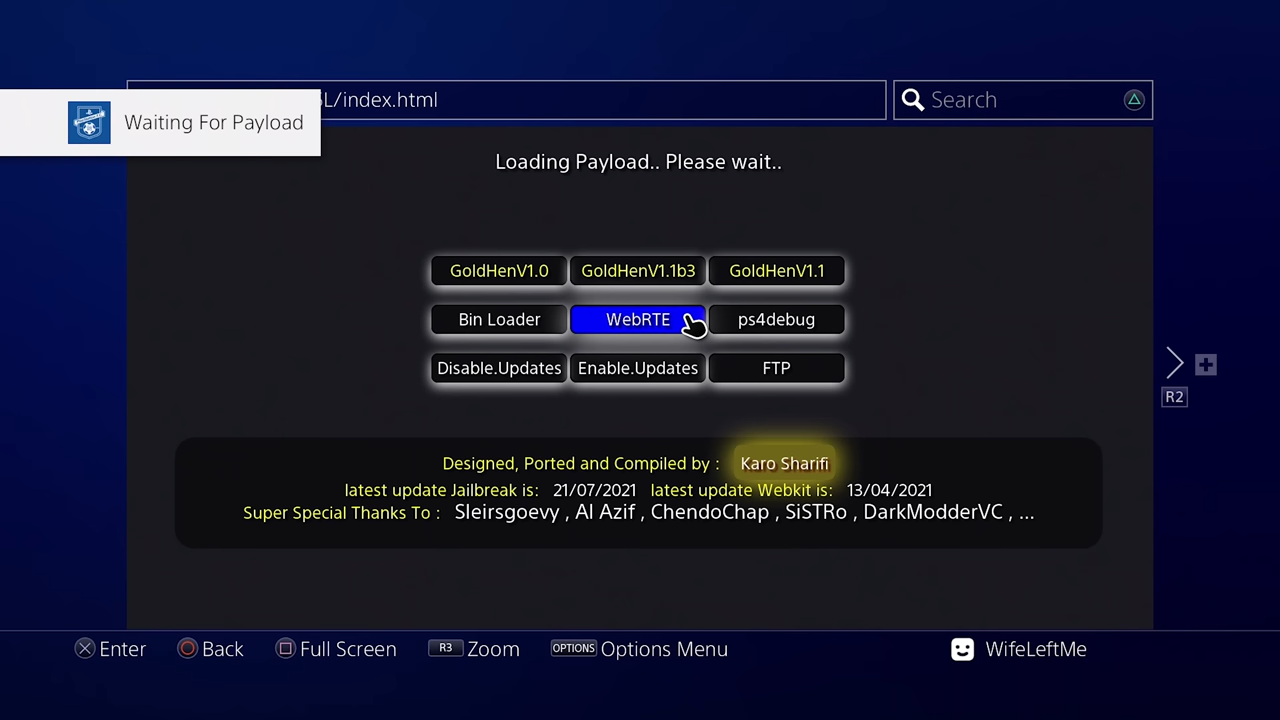 L/index.html
Search
Waiting For Payload
Loading Payload.. Please wait..
GoldHenV1.0 GoldHenV1.1b3 GoldHenV1.1
Bin Loader WebRTE ps4debug
Disable.Updates Enable.Updates FTP
R2
Designed, Ported and Compiled by : Karo Sharifi
latest update Jailbreak is: 21/07/2021 latest update Webkit is: 13/04/2021
Super Special Thanks To : Sleirsgoevy , Al Azif , ChendoChap , SiSTRo , DarkModderVC , ...
Enter Back Full Screen R3 Zoom OPTIONS Options Menu WifeLeftMe